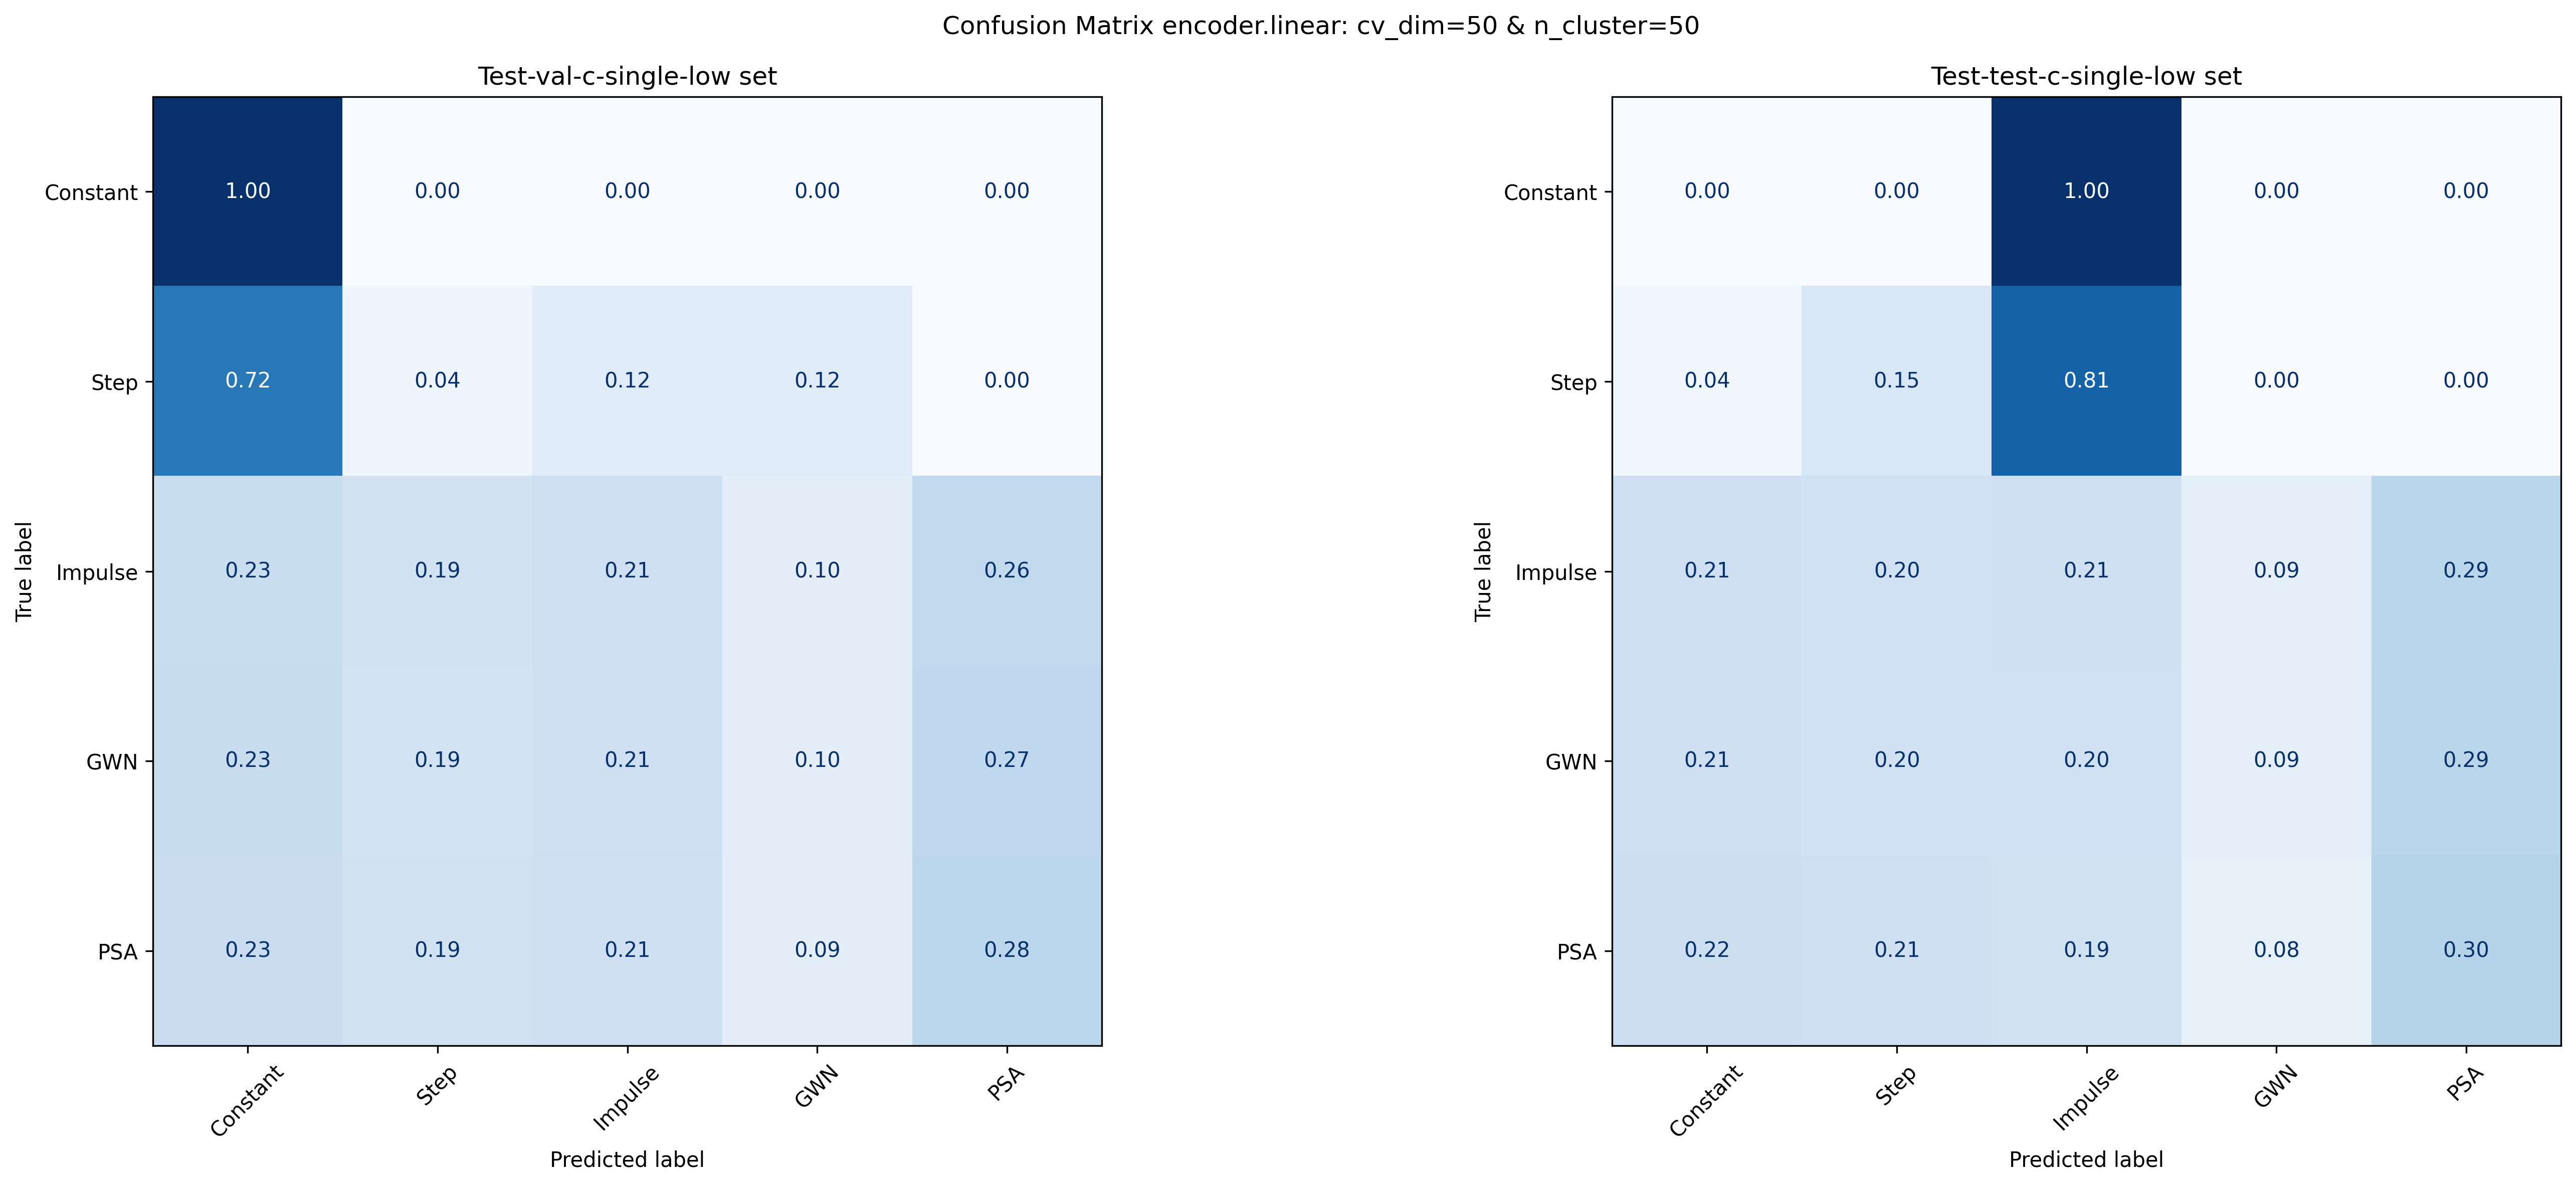 Confusion Matrix encoder.linear: cv_dim=50 & n_cluster=50
Test-val-c-single-low set
True label
Constant 1.00 0.00 0.00 0.00 0.00
Step 0.72 0.04 0.12 0.12 0.00
Impulse 0.23 0.19 0.21 0.10 0.26
GWN 0.23 0.19 0.21 0.10 0.27
PSA 0.23 0.19 0.21 0.09 0.28
Constant Step Impulse GWN PSA
Predicted label
Test-test-c-single-low set
True label
Constant 0.00 0.00 1.00 0.00 0.00
Step 0.04 0.15 0.81 0.00 0.00
Impulse 0.21 0.20 0.21 0.09 0.29
GWN 0.21 0.20 0.20 0.09 0.29
PSA 0.22 0.21 0.19 0.08 0.30
Constant Step Impulse GWN PSA
Predicted label